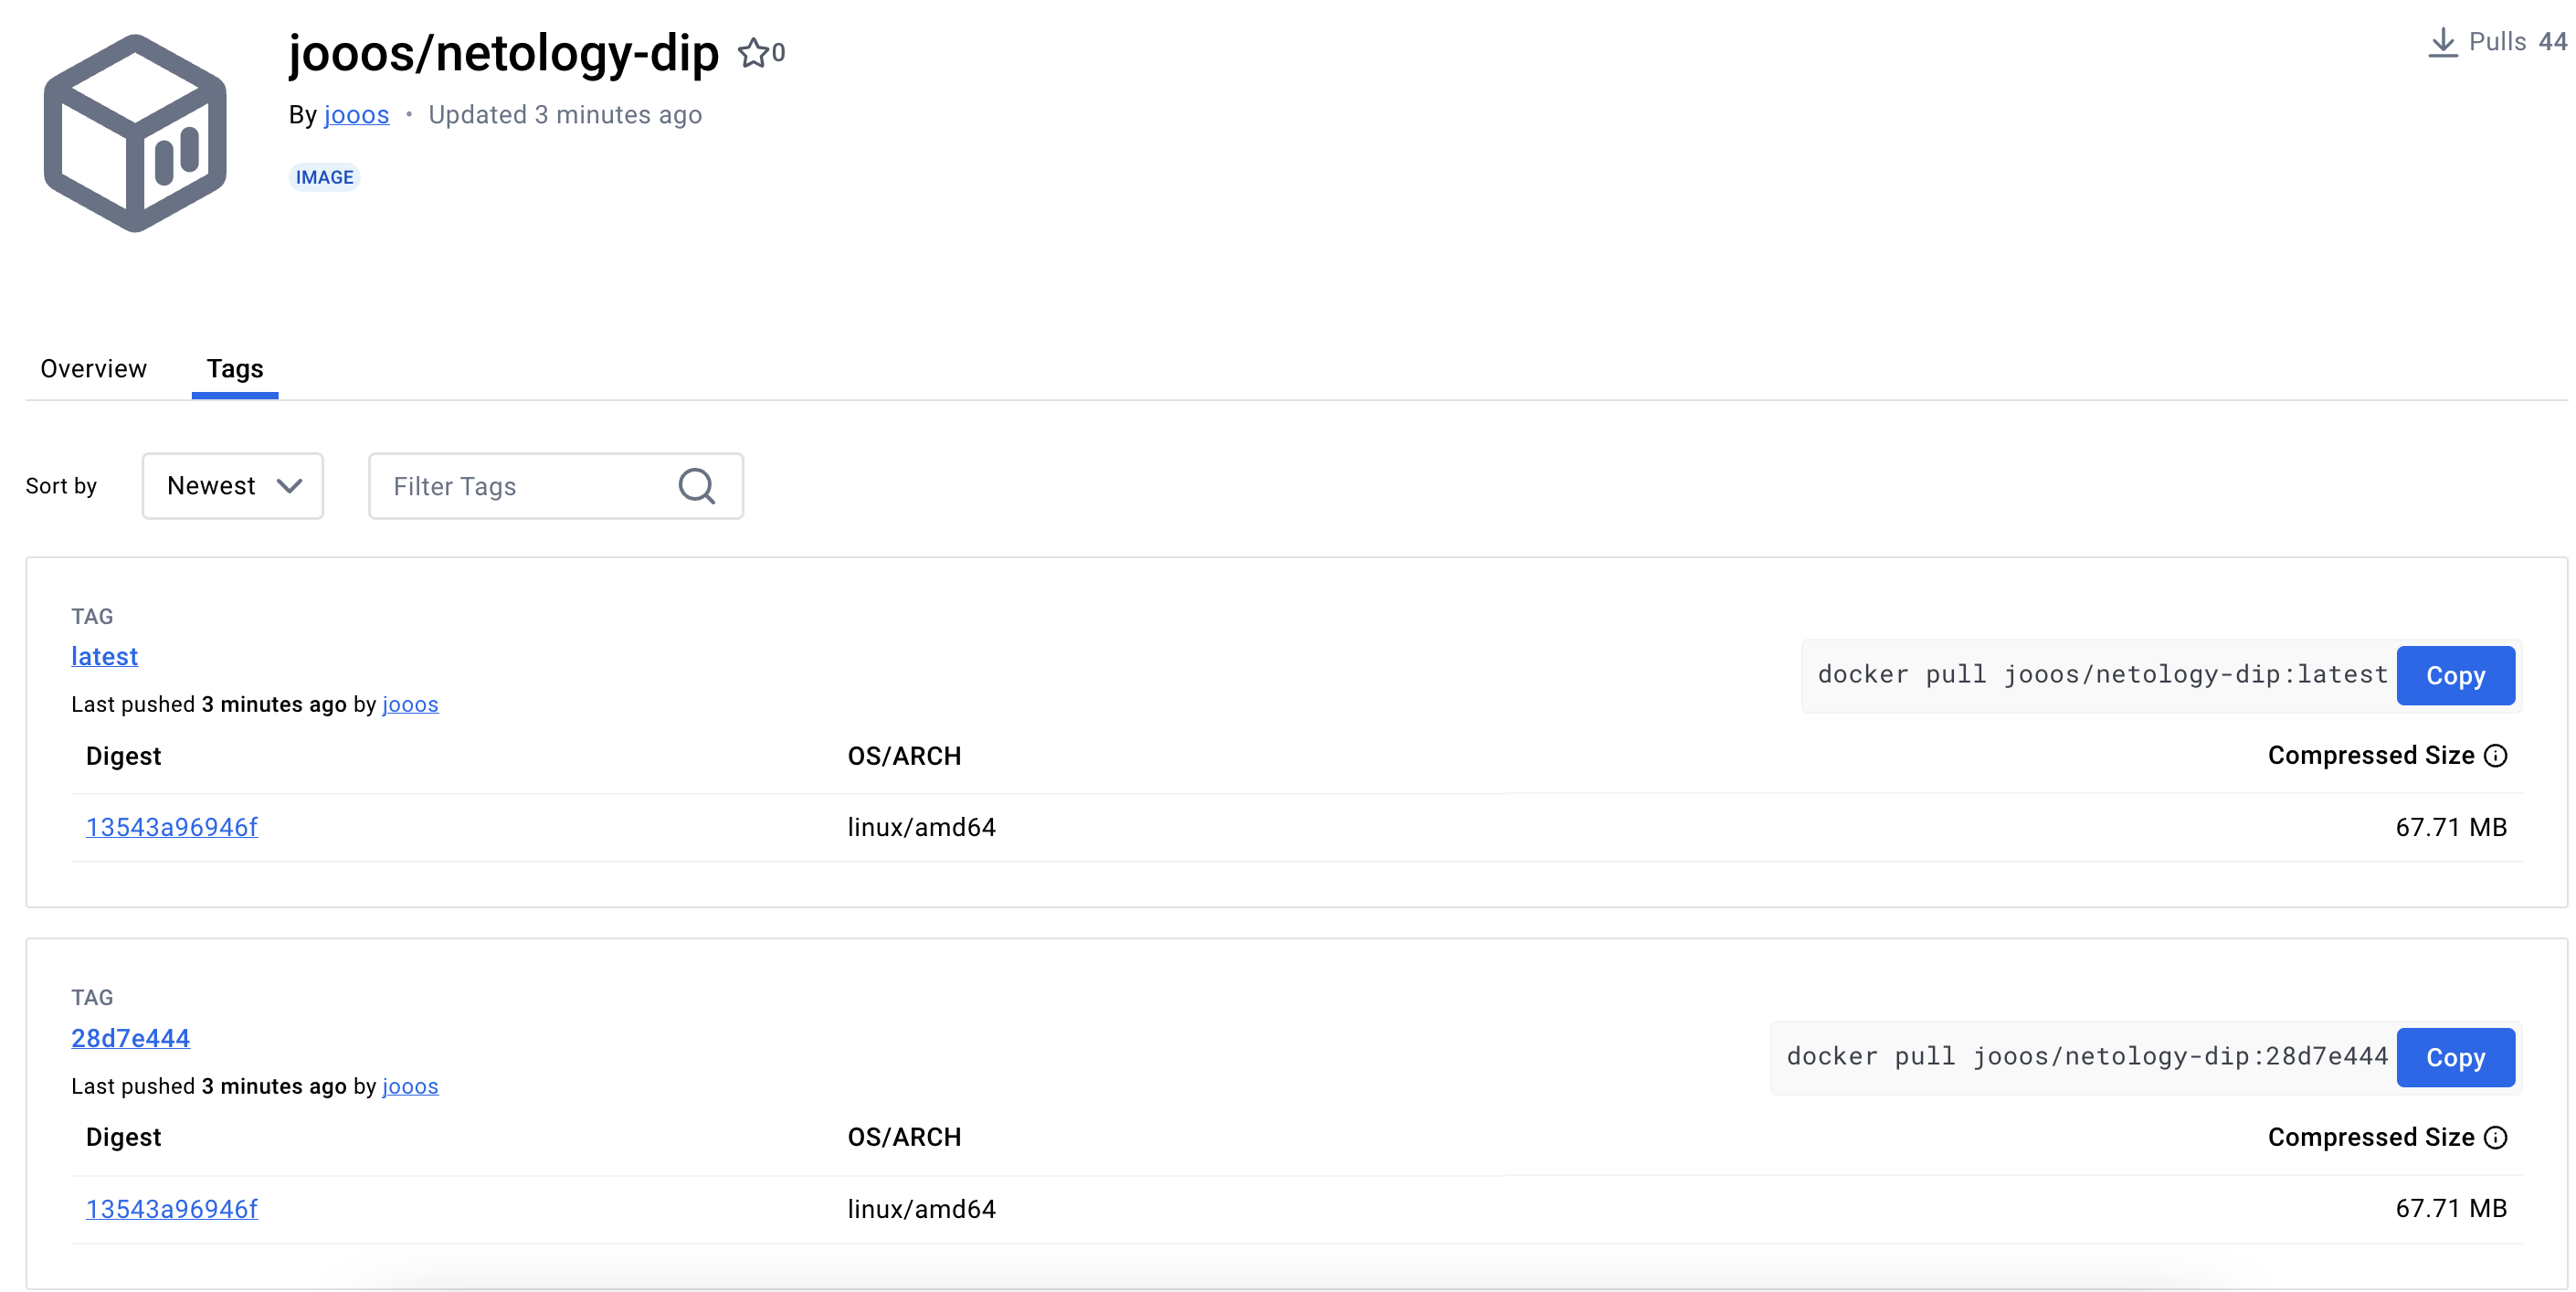 jooos/netology-dip 0
Pulls 44
By jooos • Updated 3 minutes ago
IMAGE
Overview Tags
Sort by Newest Filter Tags
TAG
latest
docker pull jooos/netology-dip:latest Copy
Last pushed 3 minutes ago by jooos
Digest OS/ARCH Compressed Size
13543a96946f linux/amd64 67.71 MB
TAG
28d7e444
docker pull jooos/netology-dip:28d7e444 Copy
Last pushed 3 minutes ago by jooos
Digest OS/ARCH Compressed Size
13543a96946f linux/amd64 67.71 MB